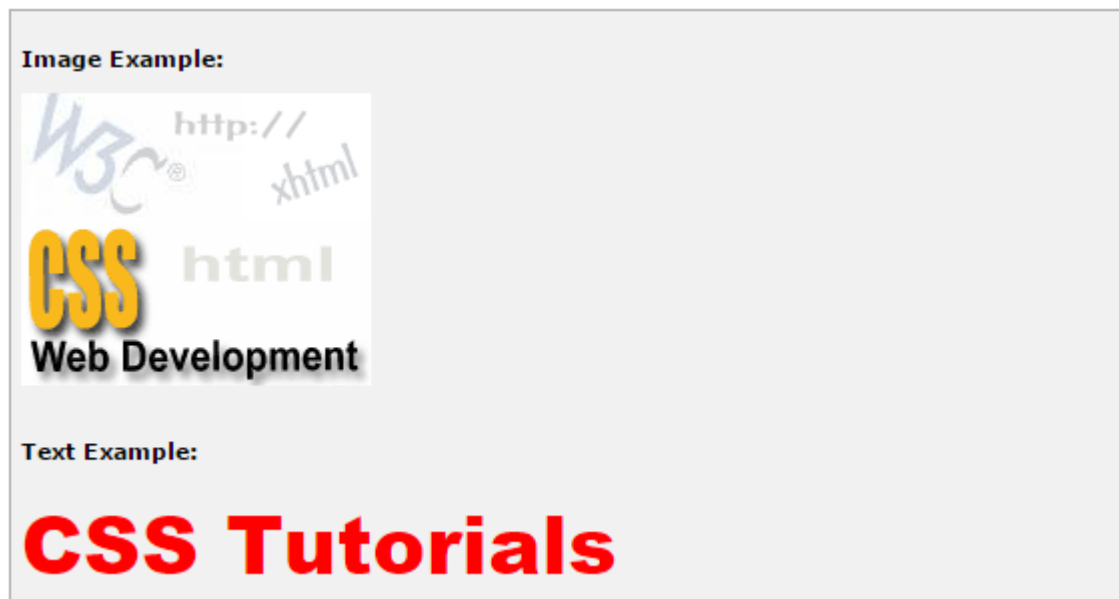 Image Example:
W3C®
http://
xhtml
CSS
html
Web Development
Text Example:
CSS Tutorials